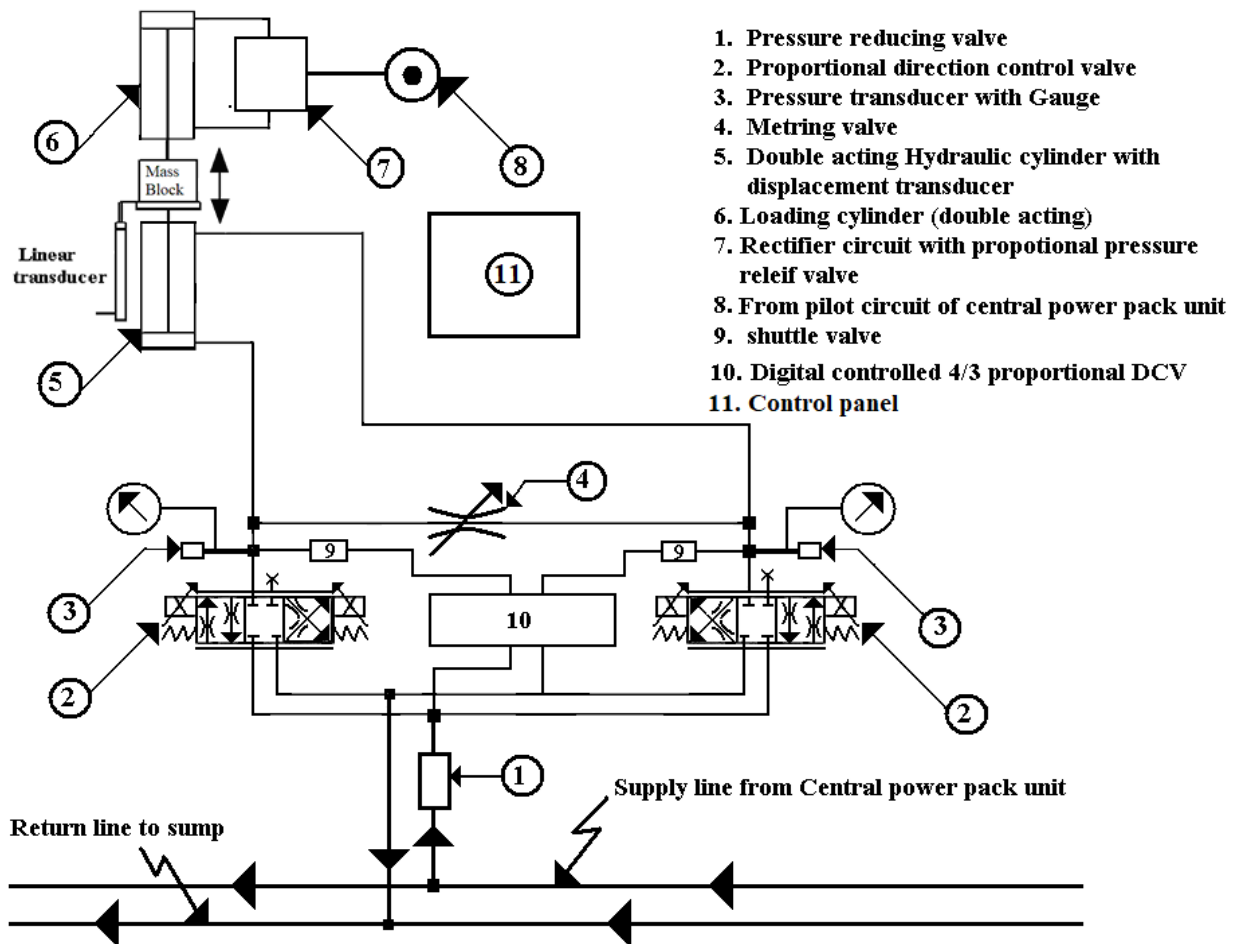 1. Pressure reducing valve
2. Proportional direction control valve
3. Pressure transducer with Gauge
4. Metring valve
5. Double acting Hydraulic cylinder with
displacement transducer
6. Loading cylinder (double acting)
7. Rectifier circuit with propotional pressure
releif valve
8. From pilot circuit of central power pack unit
9. shuttle valve
10. Digital controlled 4/3 proportional DCV
11. Control panel
6
7
8
Mass
Block
Linear
transducer
11
5
4
9
9
3
10
3
2
2
1
Supply line from Central power pack unit
Return line to sump